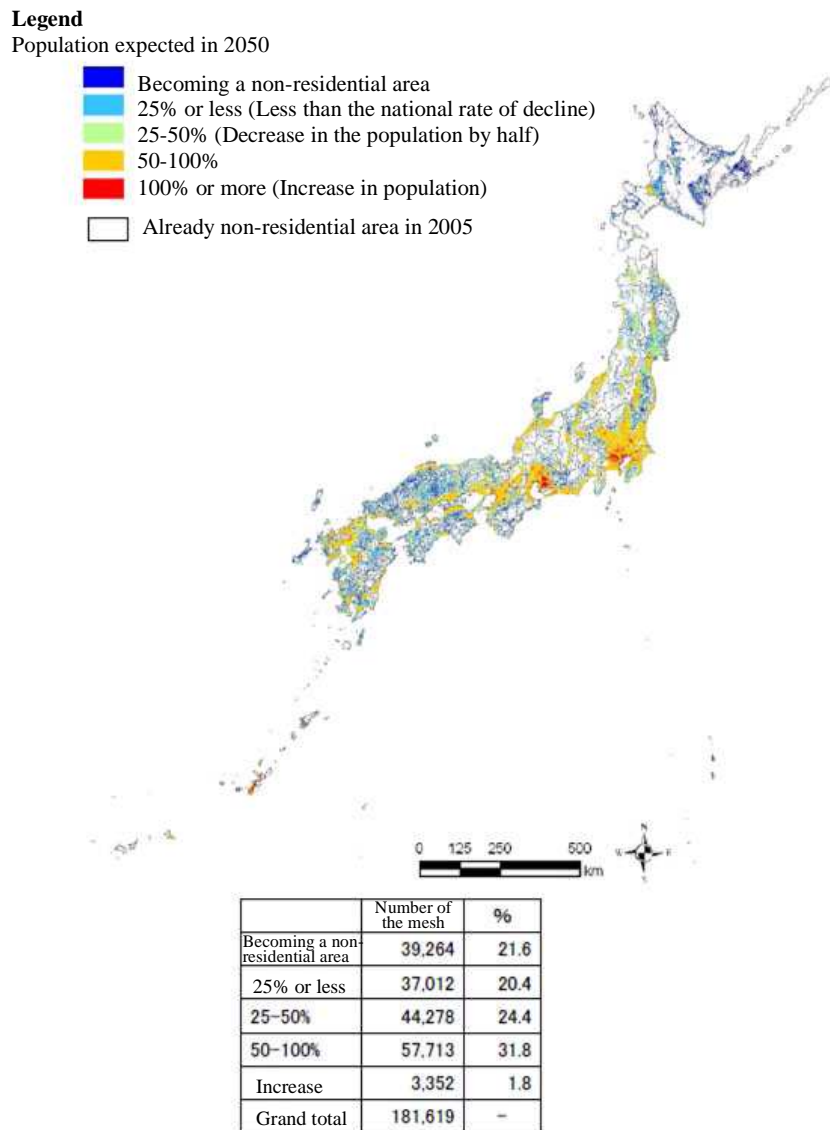 Legend
Population expected in 2050
Becoming a non-residential area
25% or less (Less than the national rate of decline)
25-50% (Decrease in the population by half)
50-100%
100% or more (Increase in population)
Already non-residential area in 2005
N
W E
S
0 125 250 500
km
Number of
the mesh %
Becoming a non-
residential area 39,264 21.6
25% or less 37,012 20.4
25-50% 44,278 24.4
50-100% 57,713 31.8
Increase 3,352 1.8
Grand total 181,619 -